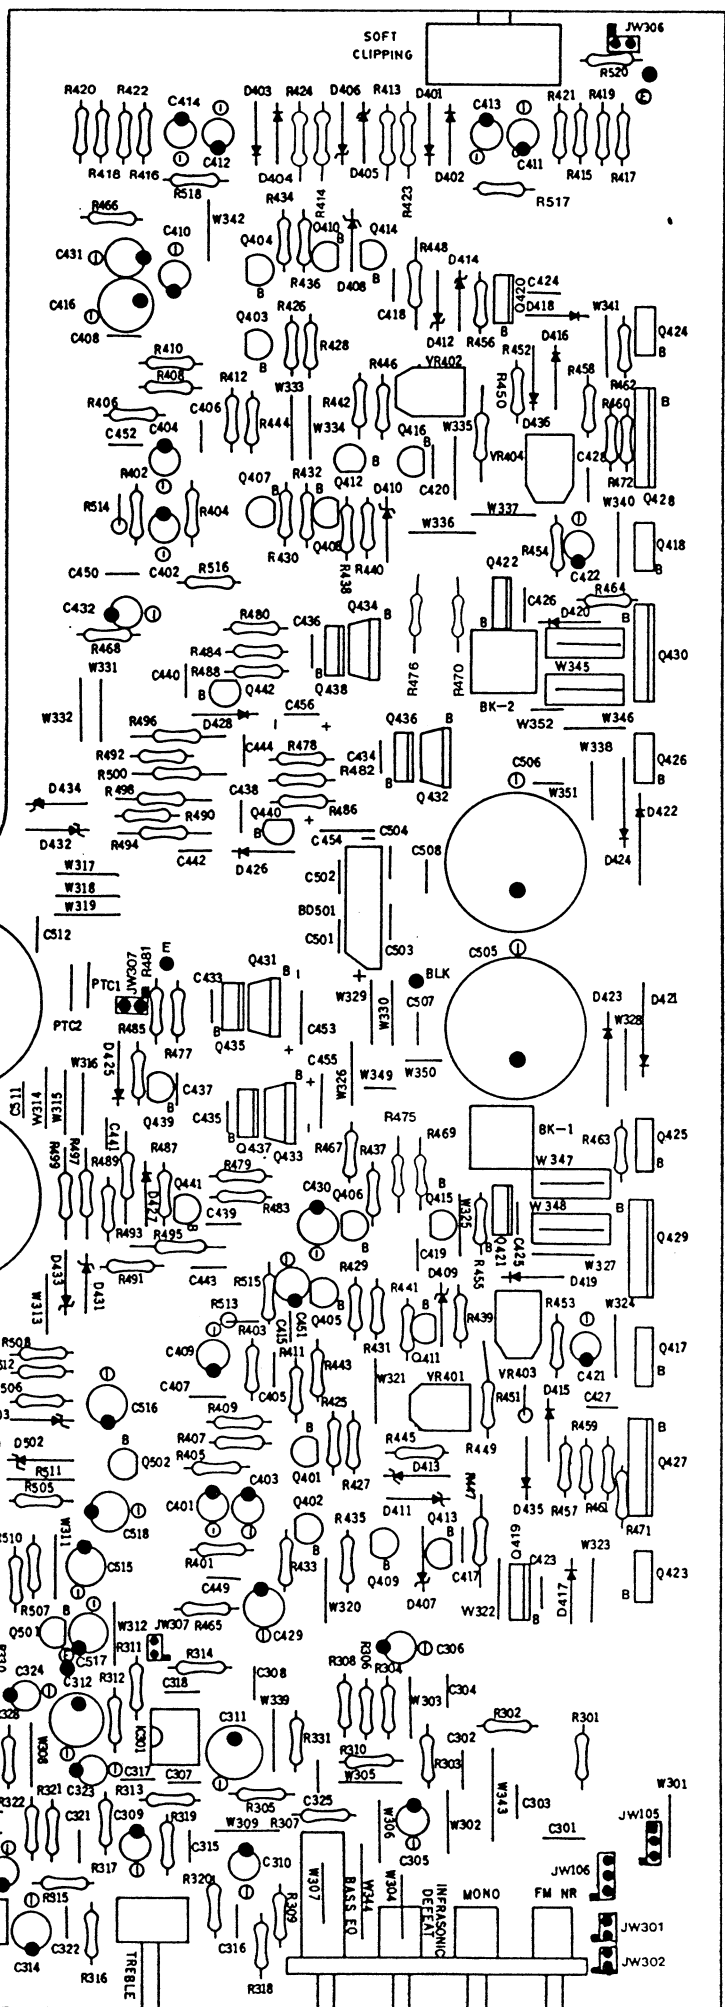 SOFT
CLIPPING
JW306
R520
E
R420 R422 C414 D403 R424 D406 R413 D401 C413 R421 R419
R418 R416 C412 D404 R414 D405 R423 D402 C411 R415 R417
R518 R517
R466 C410 W342 R434 Q410 Q414 R448
C431 Q404 B B D414
C416 B R436 D408 C418 Q420 C424
D418 W341
C408 Q403 R426 D412 R456 B D416 Q424
B R428 R452 B
R410 VR402 R458
R408 R412 W333 R446 R450 R462
R406 C406 R442 R460 B
C404 R444 W334 Q416 W335 D436
C452 B B VR404 C428
R402 Q407 R432 Q412 D410 C420 R472
R514 R404 B B W337 W340 Q428
W336
R430 Q408 R440 R454 Q418
C450 C402 R516 R438 Q422 C422 B
C432 Q434 C426 R464
R480 C436 B B D420 B
R468 R484 Q430
W331 C440 R488 R476 R470 W345
B Q442 Q438
W332 D428 C456 BK-2
R496 Q436 B W352 W346
R492 C444 R478 C434 C506 W338 Q426
R500 R482 B
D434 R498 C438 Q432 W351
R490 Q440 R486 D422
D432 R494 B
C442 D426 C454 C504 D424
W317 C508
W318 C502
W319 BD501
C512 C501 C503 C505
E
PTC1 JW307 R481 C433 Q431 B W329 BLK
PTC2 W330 C507 D423 D421
R485 B C453 W328
R477 Q435
W316 D425 C455 W350
C511 W314 W315 B C437 B W326 W349
Q439 C435 R475 BK-1
C441 Q437 Q433 R467 R437 R469 R463 Q425
R499 R497 R489 R487 R479 W347 B
Q441 C430 Q406 Q415
R483 B W325 R455 W348 B
D427 C439
R493 R495 B B C425 Q429
D433 D431 R491 C443 R429 C419 Q421 W327
R515 B R441 D409 D419
W313 R513 C451 Q405 B R439 R453 W324
R403 C415 R431 Q411 Q417
R508 C409 R411 R443 VR403 C421 B
C407 C405 W321 VR401 R451 D415
C516 R409 R425 C427
B R407 B R449 R459 B
D502 Q502 R405 R445
R511 C403 Q401 R427 D413 Q427
R505 C401 R447
Q402 D411 D435 R457 R461
C518 B R435 B Q413 Q419 R471
W311 R401 R433 B C423 W323
C515 Q409 D407 C417 D417 Q423
R507 C449 B B
B R465 W320 W322
Q501 W312 JW307 C429
C517 R311 R308 R306 R304 C306
C324 C312 R312 R314
C318 C308 W303 C304
IC301 C311 W339 R302 R301
W308 R331 R310 R303 C302
C323 C317 C307 W305 W343 C303 W301
R322 R321 R313 R305 C325
C321 C309 R319 W309 R307 W306 W302 JW105
R317 C315 C305 C301
C310 JW106
R315 R320 W307 BASS EQ W344 W304 INFRASONIC DEFEAT MONO FM NR
R309 JW301
C314 C322 C316 JW302
R316 TREBLE R318